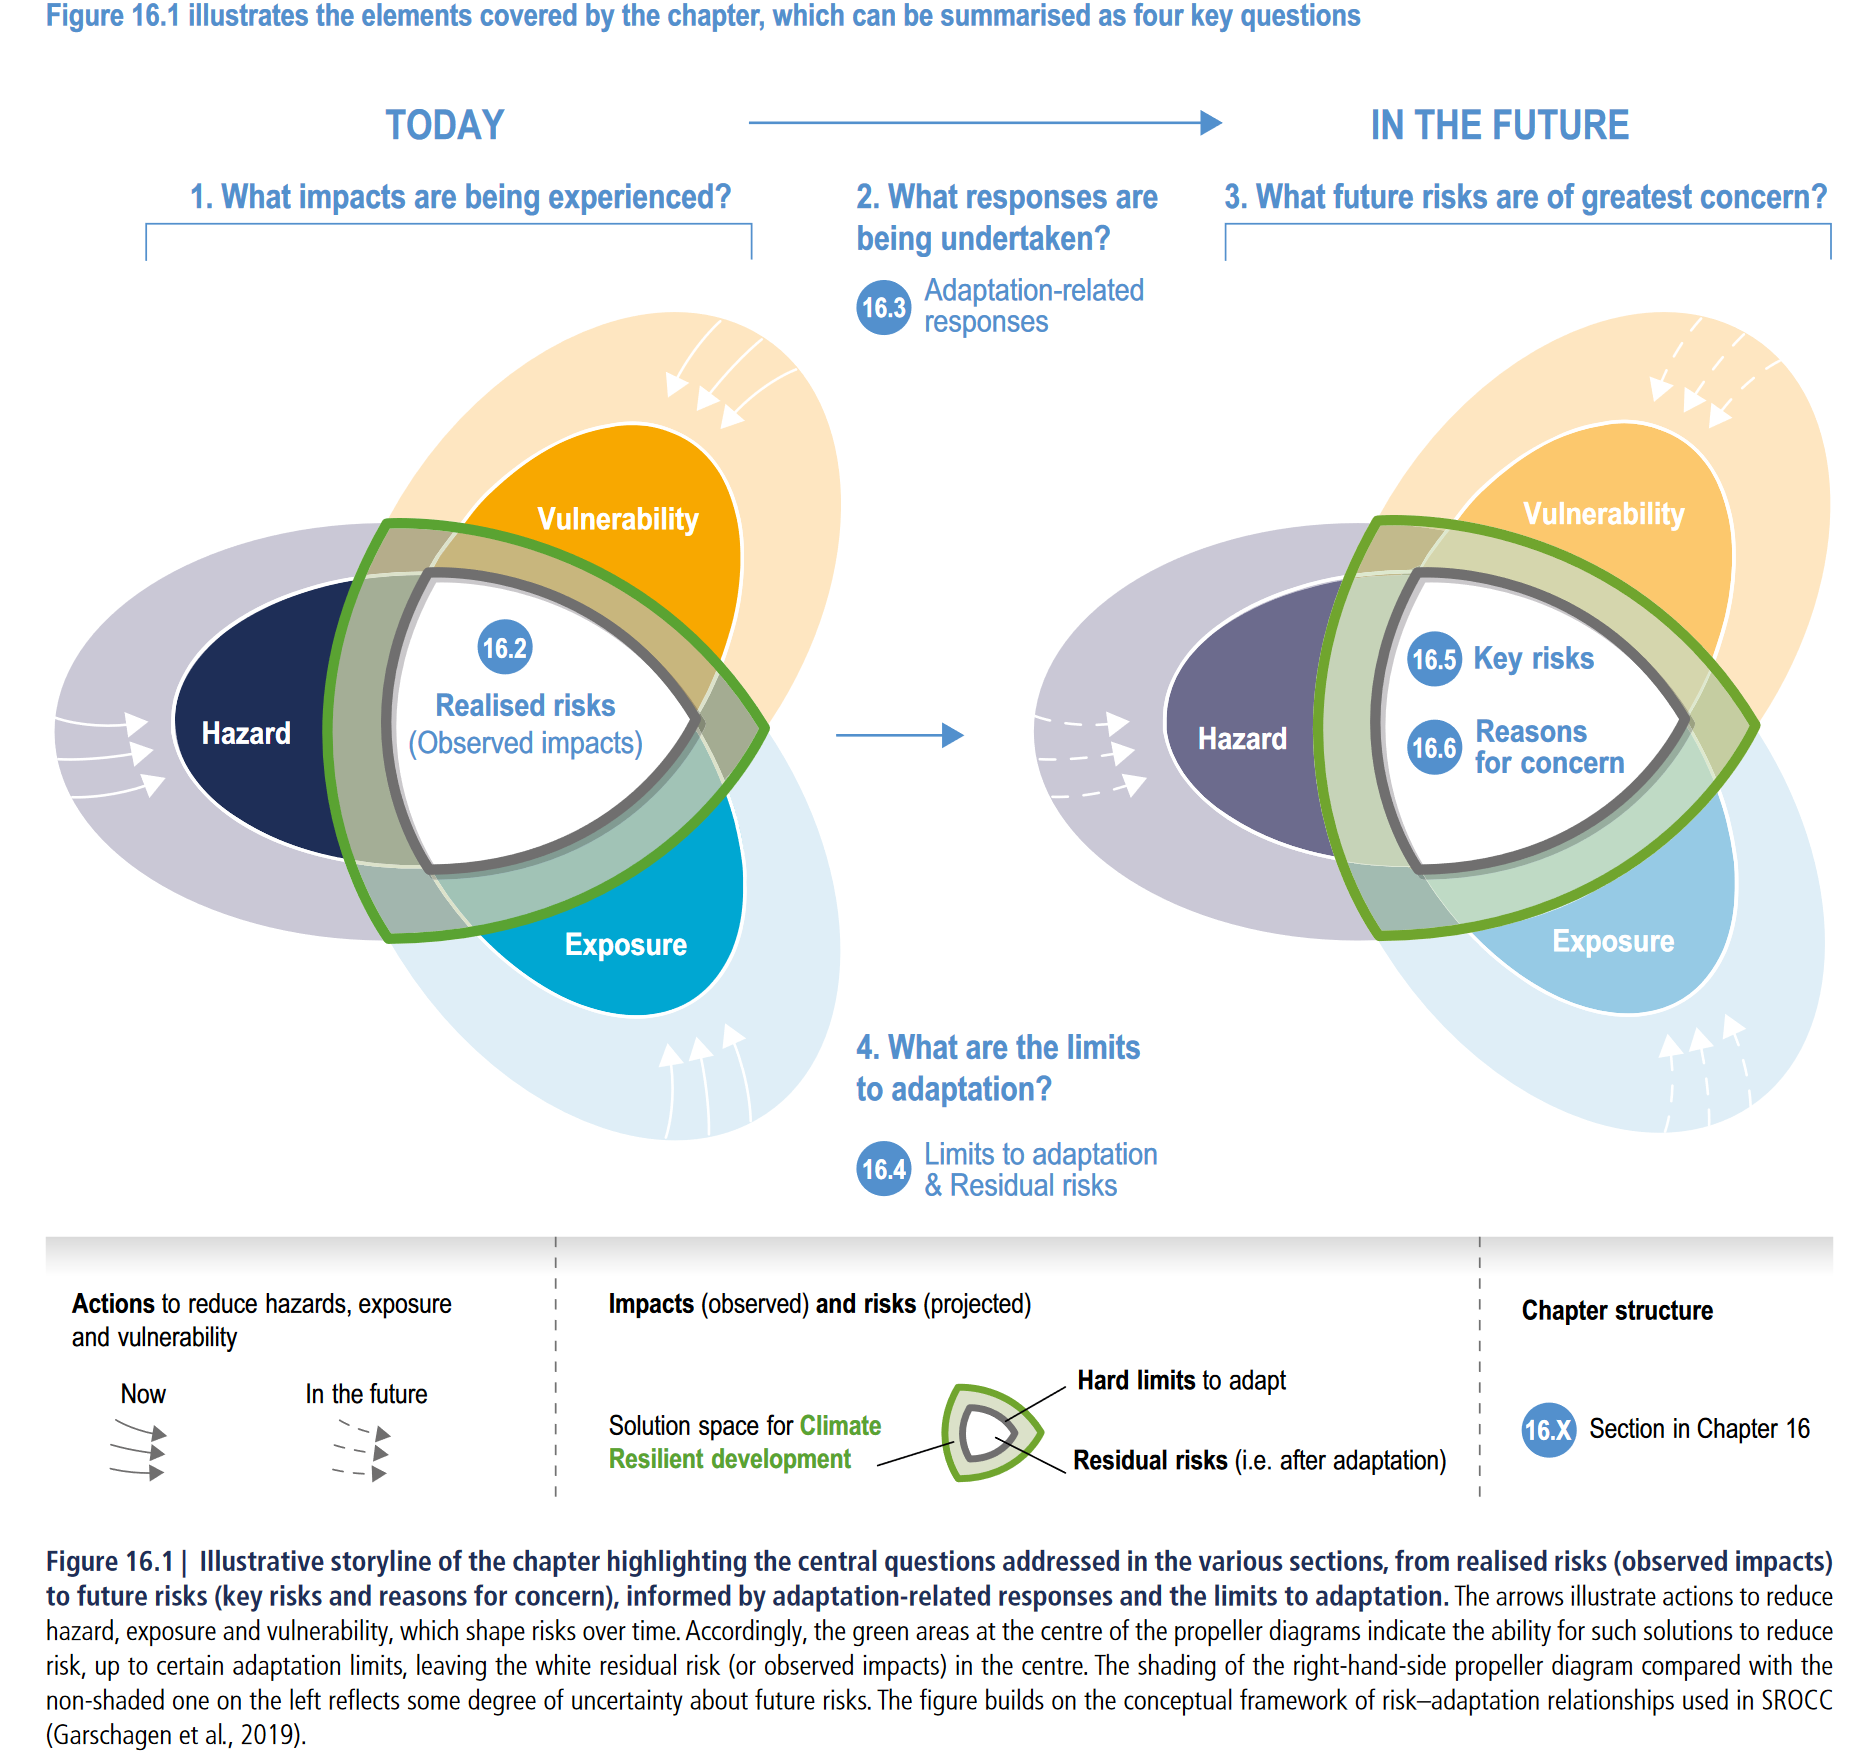 Figure 16.1 illustrates the elements covered by the chapter, which can be summarised as four key questions
TODAY
IN THE FUTURE
1. What impacts are being experienced?
2. What responses are
being undertaken?
16.3
Adaptation-related
responses
3. What future risks are of greatest concern?
Vulnerability
Hazard
16.2
Realised risks
(Observed impacts)
Exposure
Vulnerability
Hazard
16.5 Key risks
16.6
Reasons
for concern
Exposure
4. What are the limits
to adaptation?
16.4
Limits to adaptation
& Residual risks
Actions to reduce hazards, exposure
and vulnerability
Now
In the future
Impacts (observed) and risks (projected)
Solution space for Climate
Resilient development
Hard limits to adapt
Residual risks (i.e. after adaptation)
Chapter structure
16.X Section in Chapter 16
Figure 16.1 | Illustrative storyline of the chapter highlighting the central questions addressed in the various sections, from realised risks (observed impacts)
to future risks (key risks and reasons for concern), informed by adaptation-related responses and the limits to adaptation. The arrows illustrate actions to reduce
hazard, exposure and vulnerability, which shape risks over time. Accordingly, the green areas at the centre of the propeller diagrams indicate the ability for such solutions to reduce
risk, up to certain adaptation limits, leaving the white residual risk (or observed impacts) in the centre. The shading of the right-hand-side propeller diagram compared with the
non-shaded one on the left reflects some degree of uncertainty about future risks. The figure builds on the conceptual framework of risk–adaptation relationships used in SROCC
(Garschagen et al., 2019).